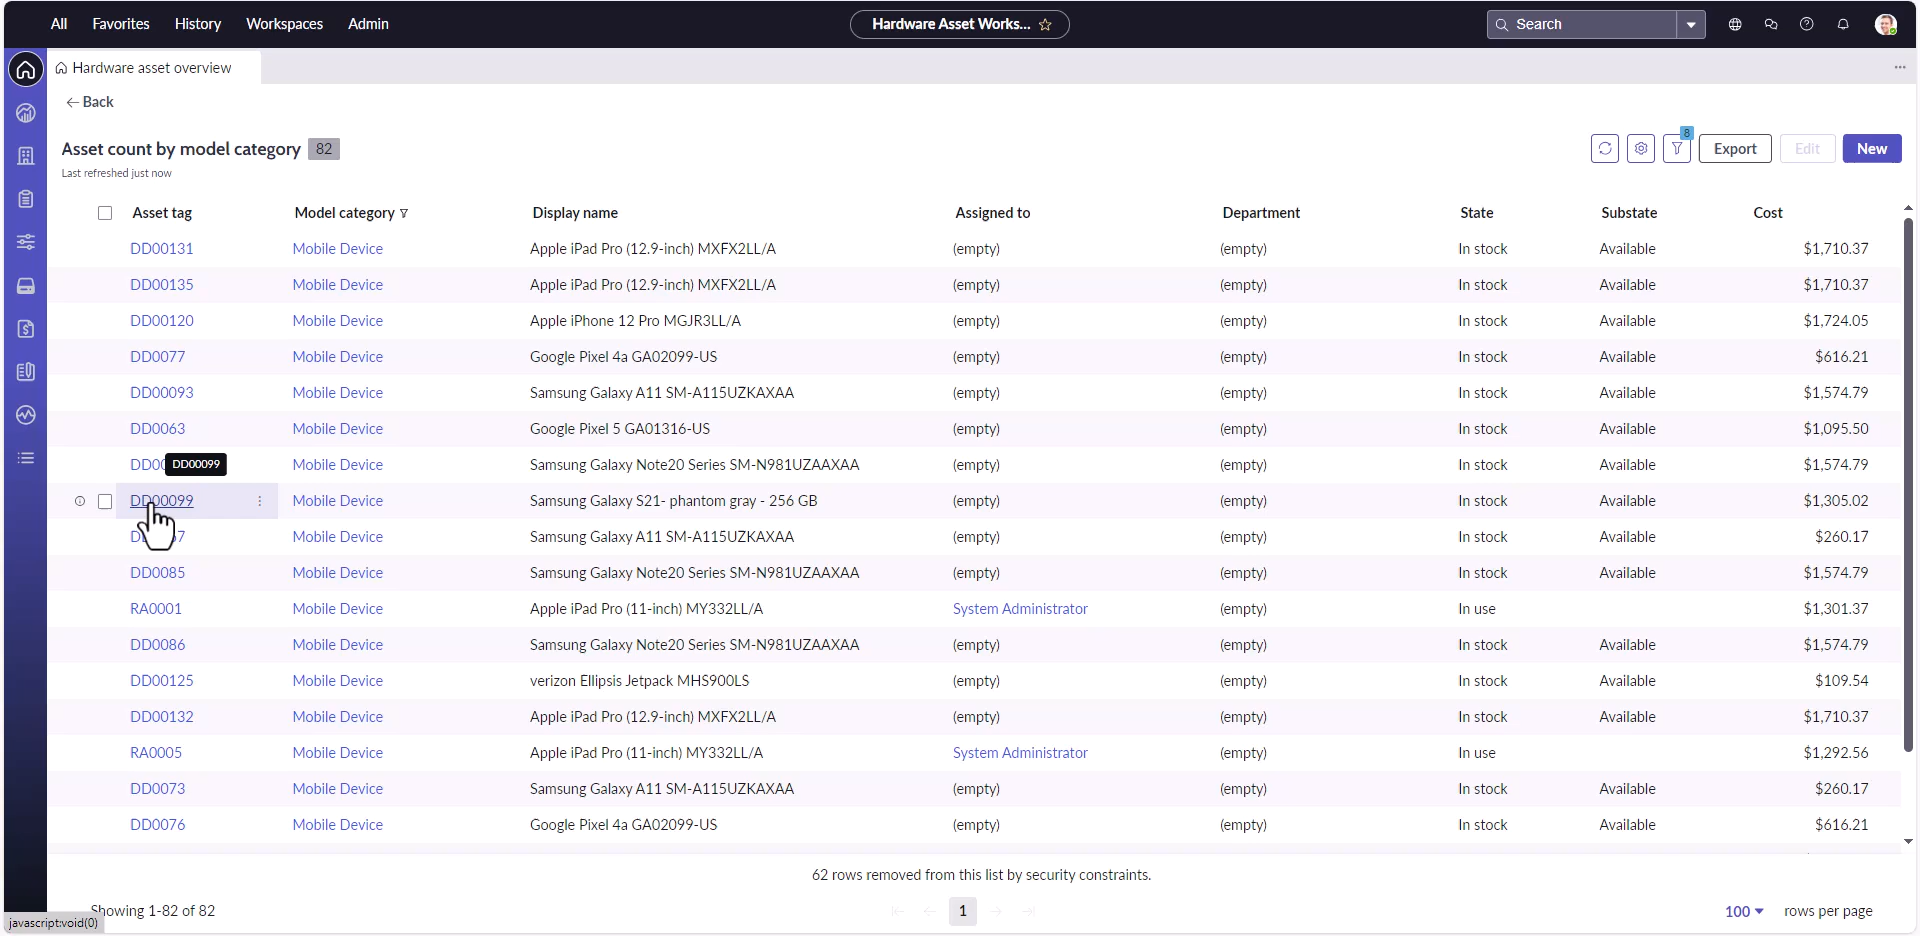 All Favorites History Workspaces Admin Hardware Asset Works... Search
Hardware asset overview
Back
8
Asset count by model category 82 Export Edit New
Last refreshed just now
Asset tag Model category Display name Assigned to Department State Substate Cost
DD00131 Mobile Device Apple iPad Pro (12.9-inch) MXFX2LL/A (empty) (empty) In stock Available $1,710.37
DD00135 Mobile Device Apple iPad Pro (12.9-inch) MXFX2LL/A (empty) (empty) In stock Available $1,710.37
DD00120 Mobile Device Apple iPhone 12 Pro MGJR3LL/A (empty) (empty) In stock Available $1,724.05
DD0077 Mobile Device Google Pixel 4a GA02099-US (empty) (empty) In stock Available $616.21
DD00093 Mobile Device Samsung Galaxy A11 SM-A115UZKAXAA (empty) (empty) In stock Available $1,574.79
DD0063 Mobile Device Google Pixel 5 GA01316-US (empty) (empty) In stock Available $1,095.50
DD00099 Mobile Device Samsung Galaxy Note20 Series SM-N981UZAAXAA (empty) (empty) In stock Available $1,574.79
DD00099 Mobile Device Samsung Galaxy S21- phantom gray - 256 GB (empty) (empty) In stock Available $1,305.02
Mobile Device Samsung Galaxy A11 SM-A115UZKAXAA (empty) (empty) In stock Available $260.17
DD0085 Mobile Device Samsung Galaxy Note20 Series SM-N981UZAAXAA (empty) (empty) In stock Available $1,574.79
RA0001 Mobile Device Apple iPad Pro (11-inch) MY332LL/A System Administrator (empty) In use $1,301.37
DD0086 Mobile Device Samsung Galaxy Note20 Series SM-N981UZAAXAA (empty) (empty) In stock Available $1,574.79
DD00125 Mobile Device verizon Ellipsis Jetpack MHS900LS (empty) (empty) In stock Available $109.54
DD00132 Mobile Device Apple iPad Pro (12.9-inch) MXFX2LL/A (empty) (empty) In stock Available $1,710.37
RA0005 Mobile Device Apple iPad Pro (11-inch) MY332LL/A System Administrator (empty) In use $1,292.56
DD0073 Mobile Device Samsung Galaxy A11 SM-A115UZKAXAA (empty) (empty) In stock Available $260.17
DD0076 Mobile Device Google Pixel 4a GA02099-US (empty) (empty) In stock Available $616.21
62 rows removed from this list by security constraints.
Showing 1-82 of 82 1 100 rows per page
javascript:void(0)